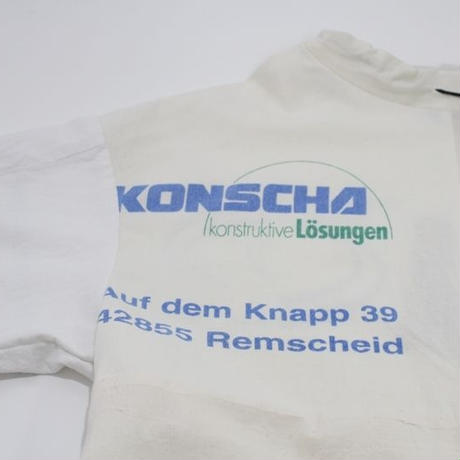 KONSCHA
konstruktive Lösungen
Auf dem Knapp 39
42855 Remscheid